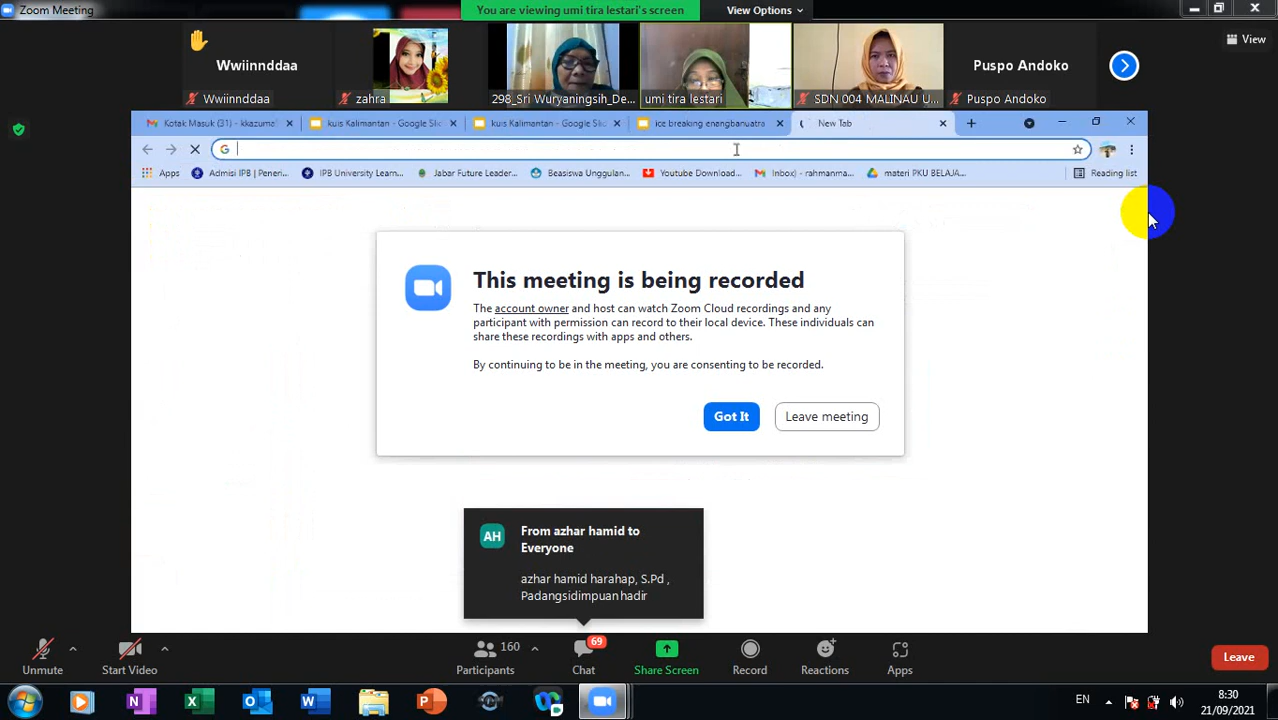 Zoom Meeting
You are viewing umi tira lestari's screen
View Options
Wwiinnddaa
Puspo Andoko
View
Wwiinnddaa
zahra
298_Sri Wuryaningsih_De...
umi tira lestari
SDN 004 MALINAU U...
Puspo Andoko
Kotak Masuk (31) - kkazumal
kuis Kalimantan - Google Sli
kuis Kalimantan - Google Sli
ice breaking enangbanuatra
New Tab
G
Apps
Admisi IPB | Peneri...
IPB University Learn...
Jabar Future Leader...
Beasiswa Unggulan...
Youtube Download...
Inbox) - rahmanma...
materi PKU BELAJA...
Reading list
This meeting is being recorded
The account owner and host can watch Zoom Cloud recordings and any
participant with permission can record to their local device. These individuals can
share these recordings with apps and others.
By continuing to be in the meeting, you are consenting to be recorded.
Got It
Leave meeting
AH
From azhar hamid to
Everyone
azhar hamid harahap, S.Pd ,
Padangsidimpuan hadir
Unmute
Start Video
160
Participants
69
Chat
Share Screen
Record
Reactions
Apps
Leave
EN
8:30
21/09/2021